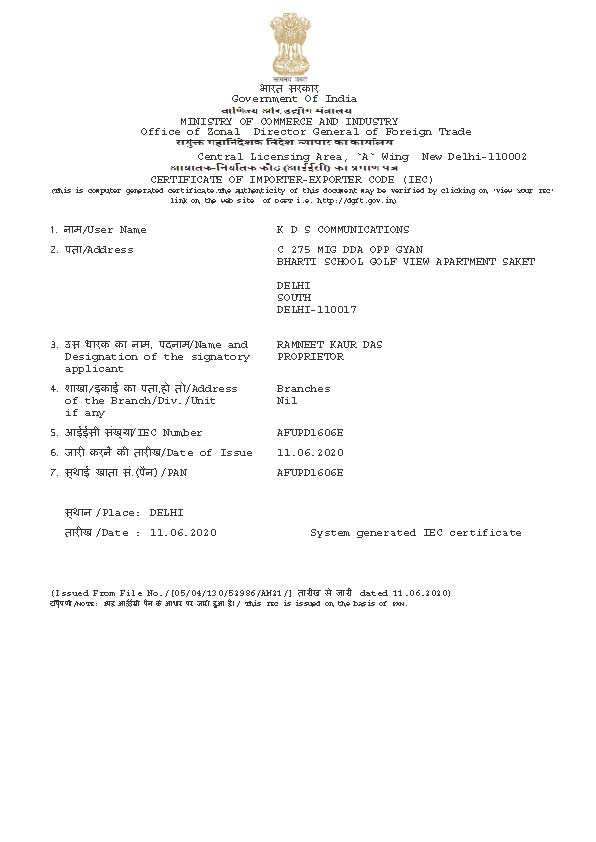 सत्यमेव जयते
भारत सरकार
Government Of India
वाणिज्य और उद्योग मंत्रालय
MINISTRY OF COMMERCE AND INDUSTRY
Office of Zonal Director General of Foreign Trade
संयुक्त महानिदेशक विदेश व्यापार का कार्यालय
Central Licensing Area, `A` Wing New Delhi-110002
आयातक-निर्यातक कोड (आईईसी) का प्रमाण पत्र
CERTIFICATE OF IMPORTER-EXPORTER CODE (IEC)
(This is computer generated certificate.The authenticity of this document may be verified by clicking on 'View Your IEC'
link on the web site of DGFT i.e. http://dgft.gov.in)
1. नाम/User Name K D S COMMUNICATIONS
2. पता/Address C 275 MIG DDA OPP GYAN
BHARTI SCHOOL GOLF VIEW APARTMENT SAKET
DELHI
SOUTH
DELHI-110017
3. उस धारक का नाम, पदनाम/Name and RAMNEET KAUR DAS
Designation of the signatory PROPRIETOR
applicant
4. शाखा/इकाई का पता,हो तो/Address Branches
of the Branch/Div./Unit Nil
if any
5. आईईसी संख्या/IEC Number AFUPD1606E
6. जारी करने की तारीख/Date of Issue 11.06.2020
7. स्थाई खाता सं.(पैन)/PAN AFUPD1606E
स्थान /Place: DELHI
तारीख /Date : 11.06.2020 System generated IEC certificate
(Issued From File No./[05/04/130/52986/AM21/] तारीख से जारी dated 11.06.2020)
टिप्पणी/NOTE: यह आईईसी पैन के आधार पर जारी हुआ है। / This IEC is issued on the basis of PAN.